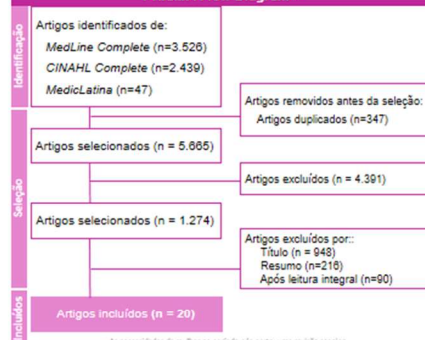 Identificação
Artigos identificados de:
MedLine Complete (n=3.526)
CINAHL Complete (n=2.439)
MedicLatina (n=47)
Artigos removidos antes da seleção:
Artigos duplicados (n=347)
Seleção
Artigos selecionados (n = 5.665)
Artigos excluídos (n = 4.391)
Artigos selecionados (n = 1.274)
Artigos excluídos por::
Título (n = 948)
Resumo (n=216)
Após leitura integral (n=90)
Incluídos
Artigos incluídos (n = 20)